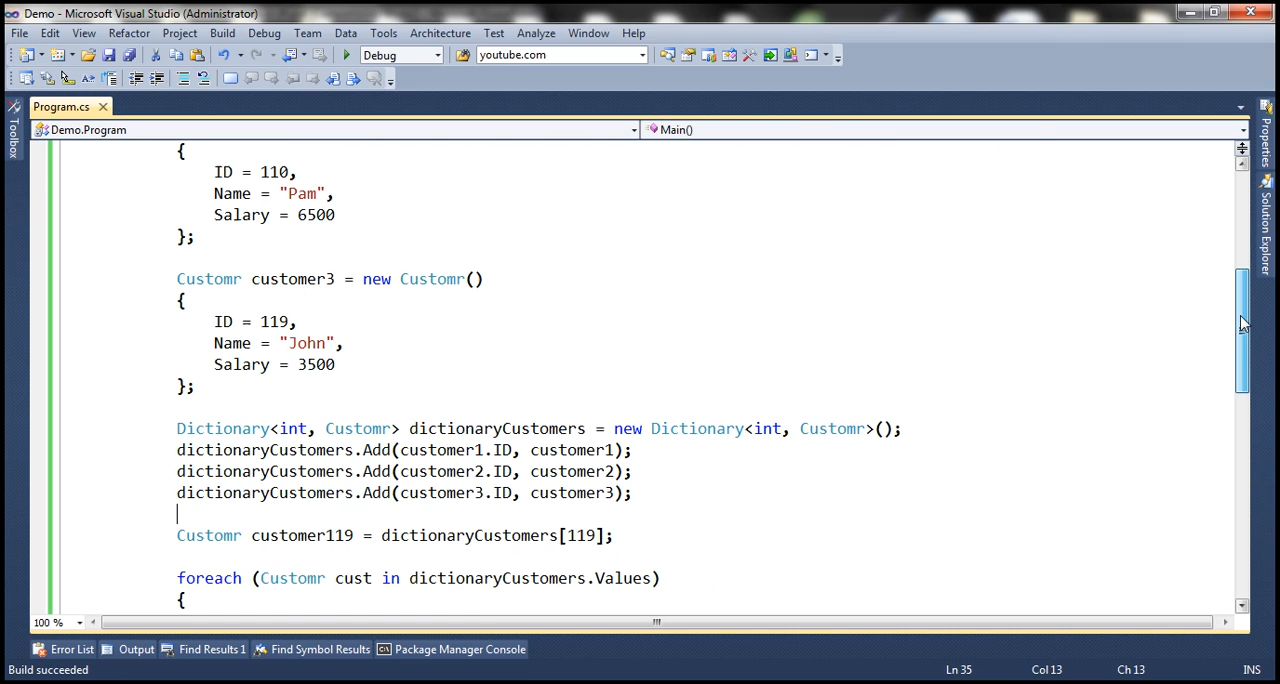 Demo - Microsoft Visual Studio (Administrator)
File Edit View Refactor Project Build Debug Team Data Tools Architecture Test Analyze Window Help
Debug youtube.com
Program.cs
Demo.Program Main()
Toolbox
Properties
Solution Explorer
{
ID = 110,
Name = "Pam",
Salary = 6500
};
Customr customer3 = new Customr()
{
ID = 119,
Name = "John",
Salary = 3500
};
Dictionary<int, Customr> dictionaryCustomers = new Dictionary<int, Customr>();
dictionaryCustomers.Add(customer1.ID, customer1);
dictionaryCustomers.Add(customer2.ID, customer2);
dictionaryCustomers.Add(customer3.ID, customer3);
Customr customer119 = dictionaryCustomers[119];
foreach (Customr cust in dictionaryCustomers.Values)
{
100 %
Error List Output Find Results 1 Find Symbol Results Package Manager Console
Build succeeded Ln 35 Col 13 Ch 13 INS